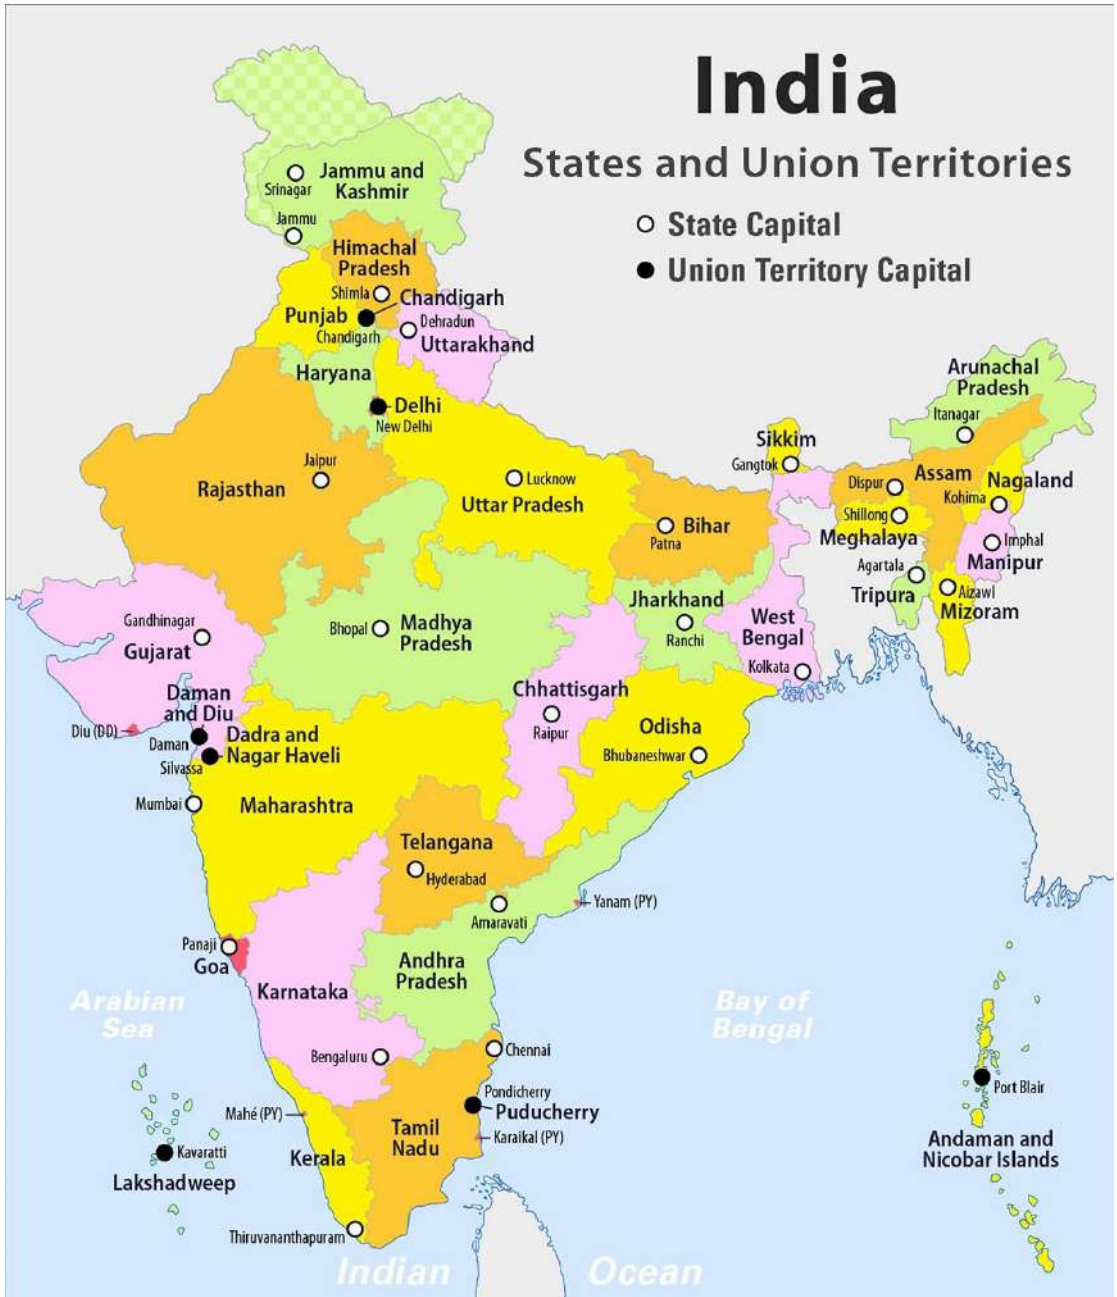 India
States and Union Territories
State Capital
Union Territory Capital
Jammu and
Kashmir
Srinagar
Jammu
Himachal
Pradesh
Shimla
Chandigarh
Punjab
Chandigarh
Dehradun
Uttarakhand
Haryana
Delhi
New Delhi
Arunachal
Pradesh
Itanagar
Sikkim
Gangtok
Jaipur
Rajasthan
Lucknow
Uttar Pradesh
Bihar
Patna
Dispur
Assam
Nagaland
Kohima
Shillong
Meghalaya
Imphal
Manipur
Agartala
Tripura
Aizawl
Mizoram
Gandhinagar
Gujarat
Bhopal
Madhya
Pradesh
Jharkhand
Ranchi
West
Bengal
Kolkata
Daman
and Diu
Diu (DD)
Daman
Silvassa
Dadra and
Nagar Haveli
Chhattisgarh
Raipur
Odisha
Bhubaneshwar
Mumbai
Maharashtra
Telangana
Hyderabad
Amaravati
Yanam (PY)
Panaji
Goa
Karnataka
Andhra
Pradesh
Arabian
Sea
Bay of
Bengal
Bengaluru
Chennai
Pondicherry
Puducherry
Karaikal (PY)
Mahé (PY)
Tamil
Nadu
Kerala
Kavaratti
Lakshadweep
Thiruvananthapuram
Port Blair
Andaman and
Nicobar Islands
Indian Ocean